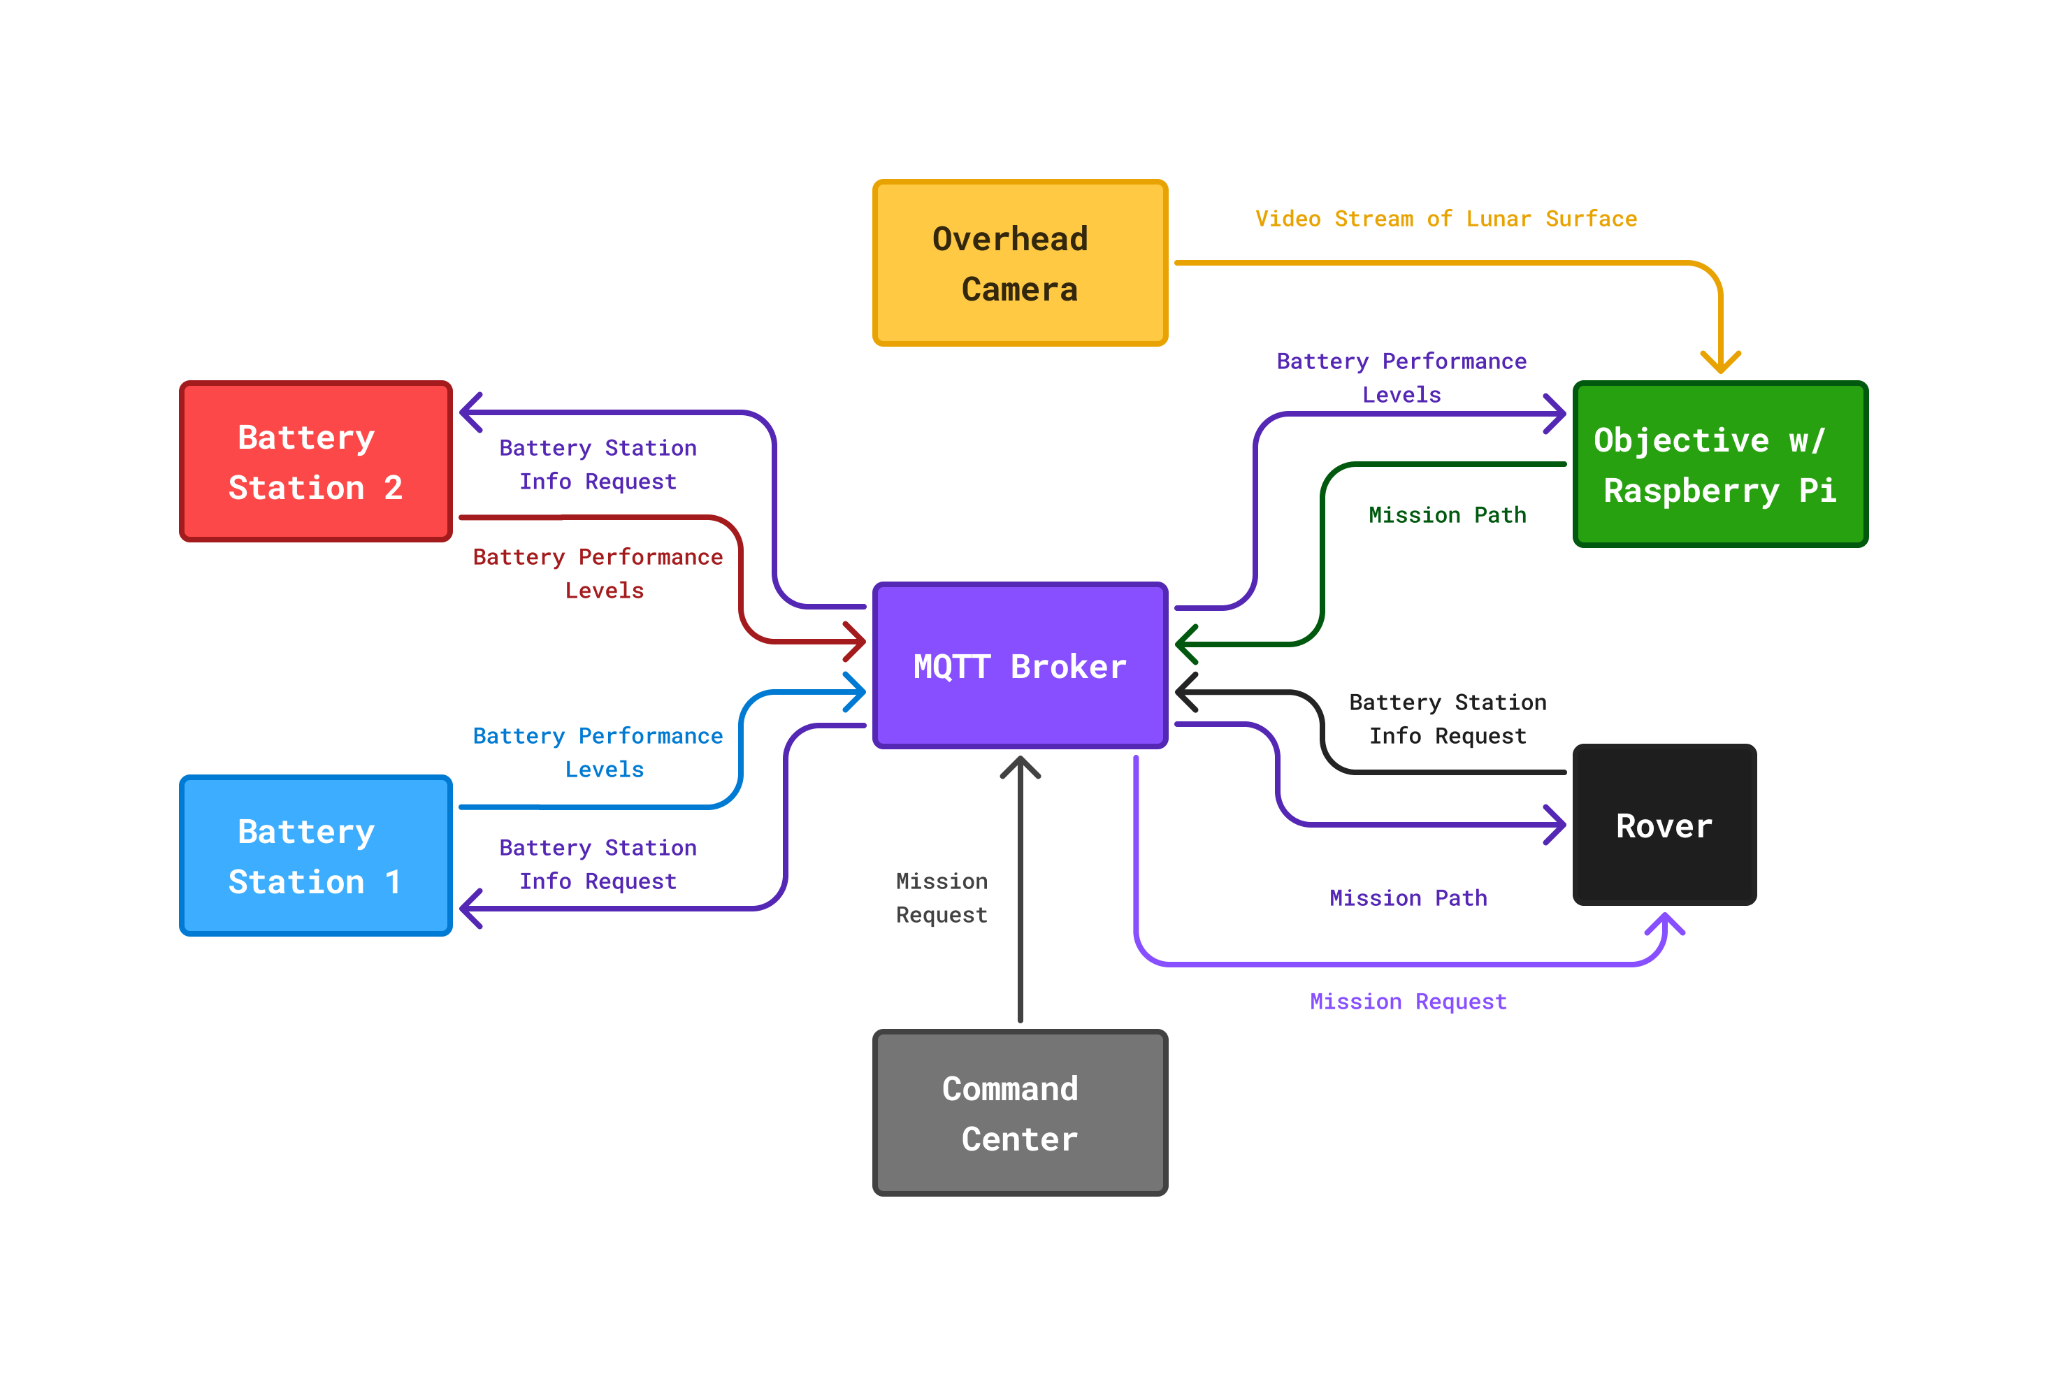 Overhead
Camera
Video Stream of Lunar Surface
Battery Performance
Levels
Battery
Station 2
Battery Station
Info Request
Objective w/
Raspberry Pi
Mission Path
Battery Performance
Levels
MQTT Broker
Battery Station
Info Request
Battery Performance
Levels
Rover
Battery
Station 1
Battery Station
Info Request
Mission
Request
Mission Path
Mission Request
Command
Center